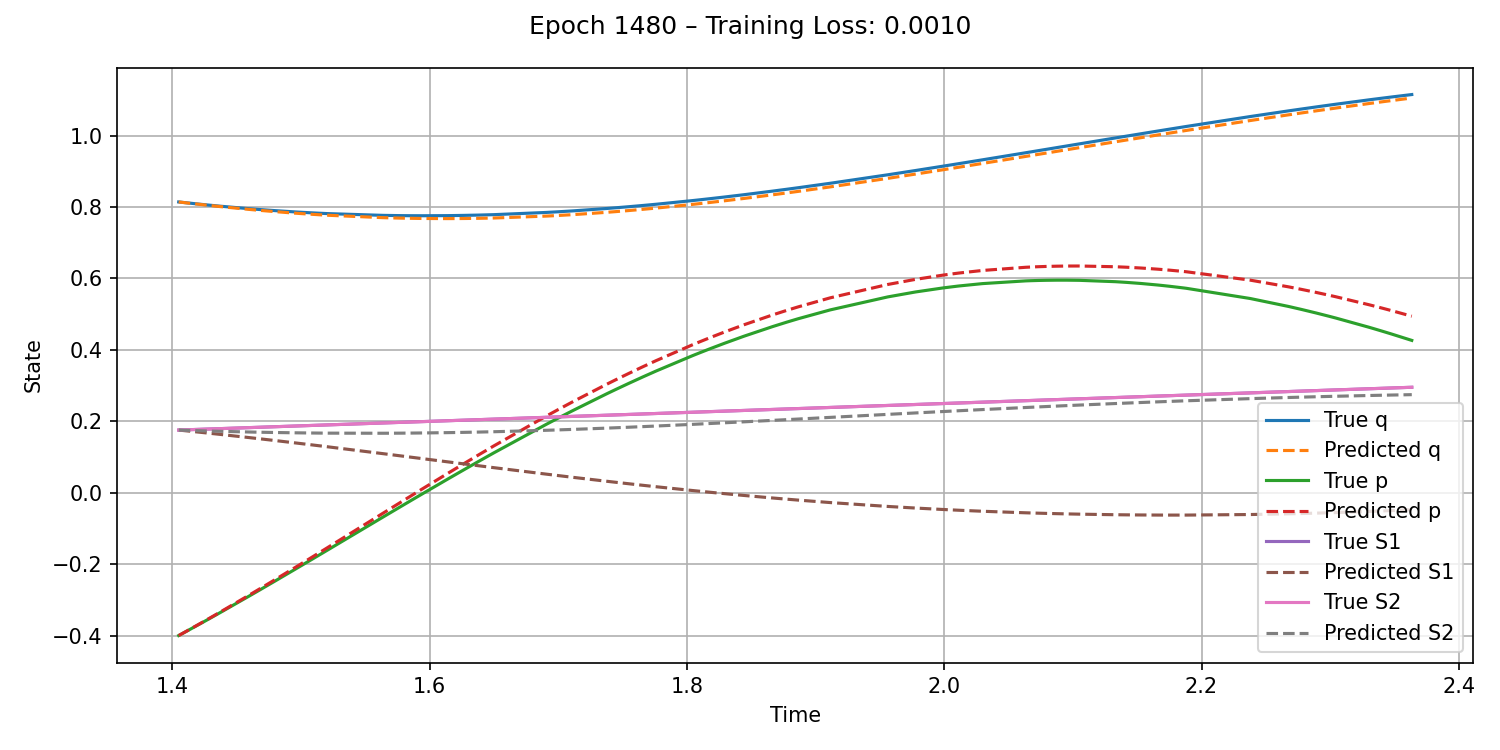 Epoch 1480 – Training Loss: 0.0010
State
1.0
0.8
0.6
0.4
0.2
0.0
−0.2
−0.4
True q
Predicted q
True p
Predicted p
True S1
Predicted S1
True S2
Predicted S2
1.4 1.6 1.8 2.0 2.2 2.4
Time